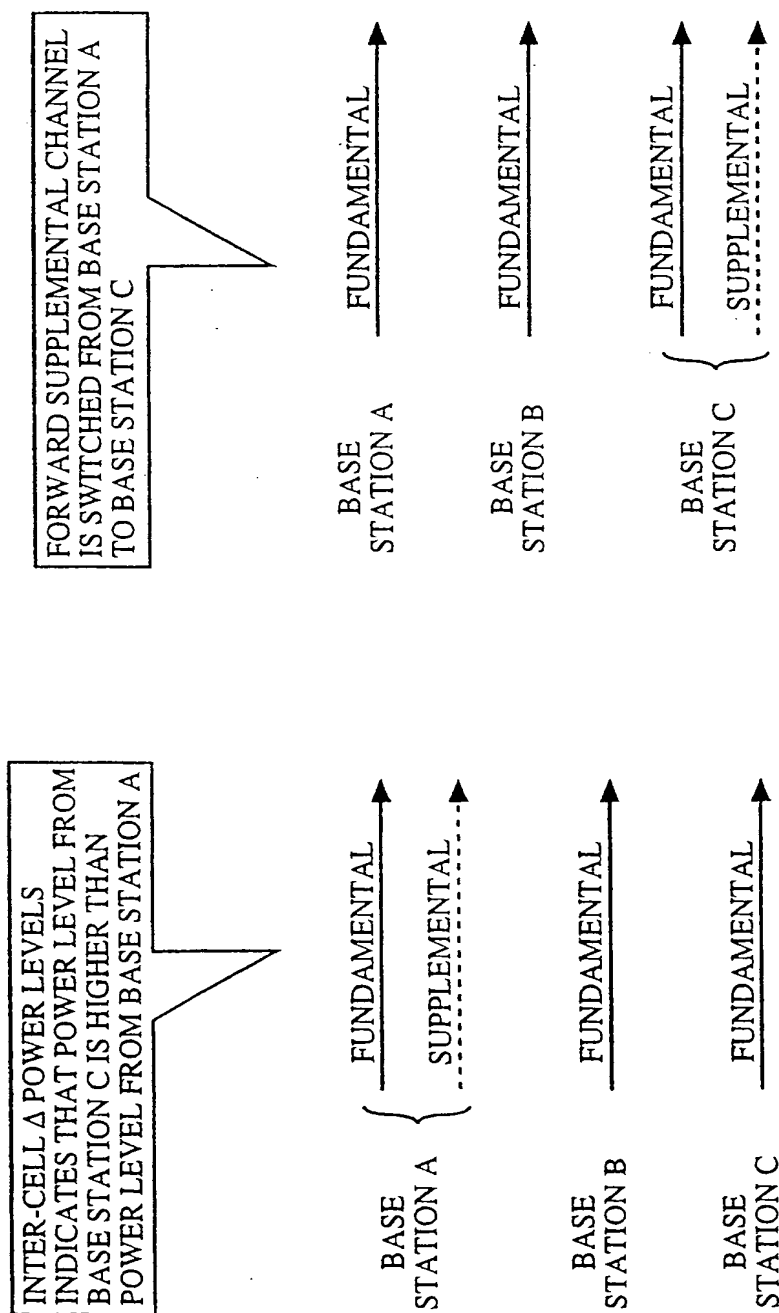 INTER-CELL Δ POWER LEVELS
INDICATES THAT POWER LEVEL FROM
BASE STATION C IS HIGHER THAN
POWER LEVEL FROM BASE STATION A
BASE
STATION A
FUNDAMENTAL
SUPPLEMENTAL
BASE
STATION B
FUNDAMENTAL
BASE
STATION C
FUNDAMENTAL
FORWARD SUPPLEMENTAL CHANNEL
IS SWITCHED FROM BASE STATION A
TO BASE STATION C
BASE
STATION A
FUNDAMENTAL
BASE
STATION B
FUNDAMENTAL
BASE
STATION C
FUNDAMENTAL
SUPPLEMENTAL